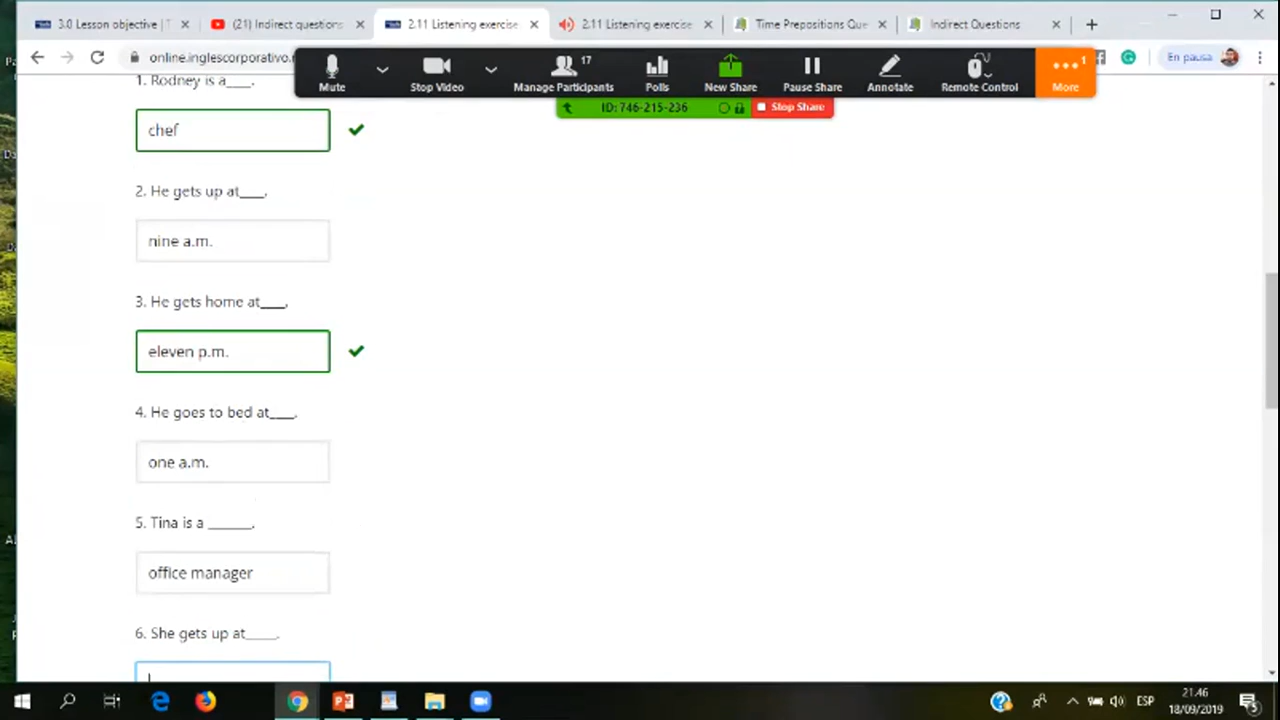 3.0 Lesson objective | T
(21) Indirect questions
2.11 Listening exercise
2.11 Listening exercise
Time Prepositions Que
Indirect Questions
online.inglescorporativo.
En pausa
17
1
Mute
Stop Video
Manage Participants
Polls
New Share
Pause Share
Annotate
Remote Control
More
ID: 746-215-236
Stop Share
1. Rodney is a____.
chef
2. He gets up at____.
nine a.m.
3. He gets home at____.
eleven p.m.
4. He goes to bed at____.
one a.m.
5. Tina is a _______.
office manager
6. She gets up at_____.
ESP
21.46
18/09/2019
5